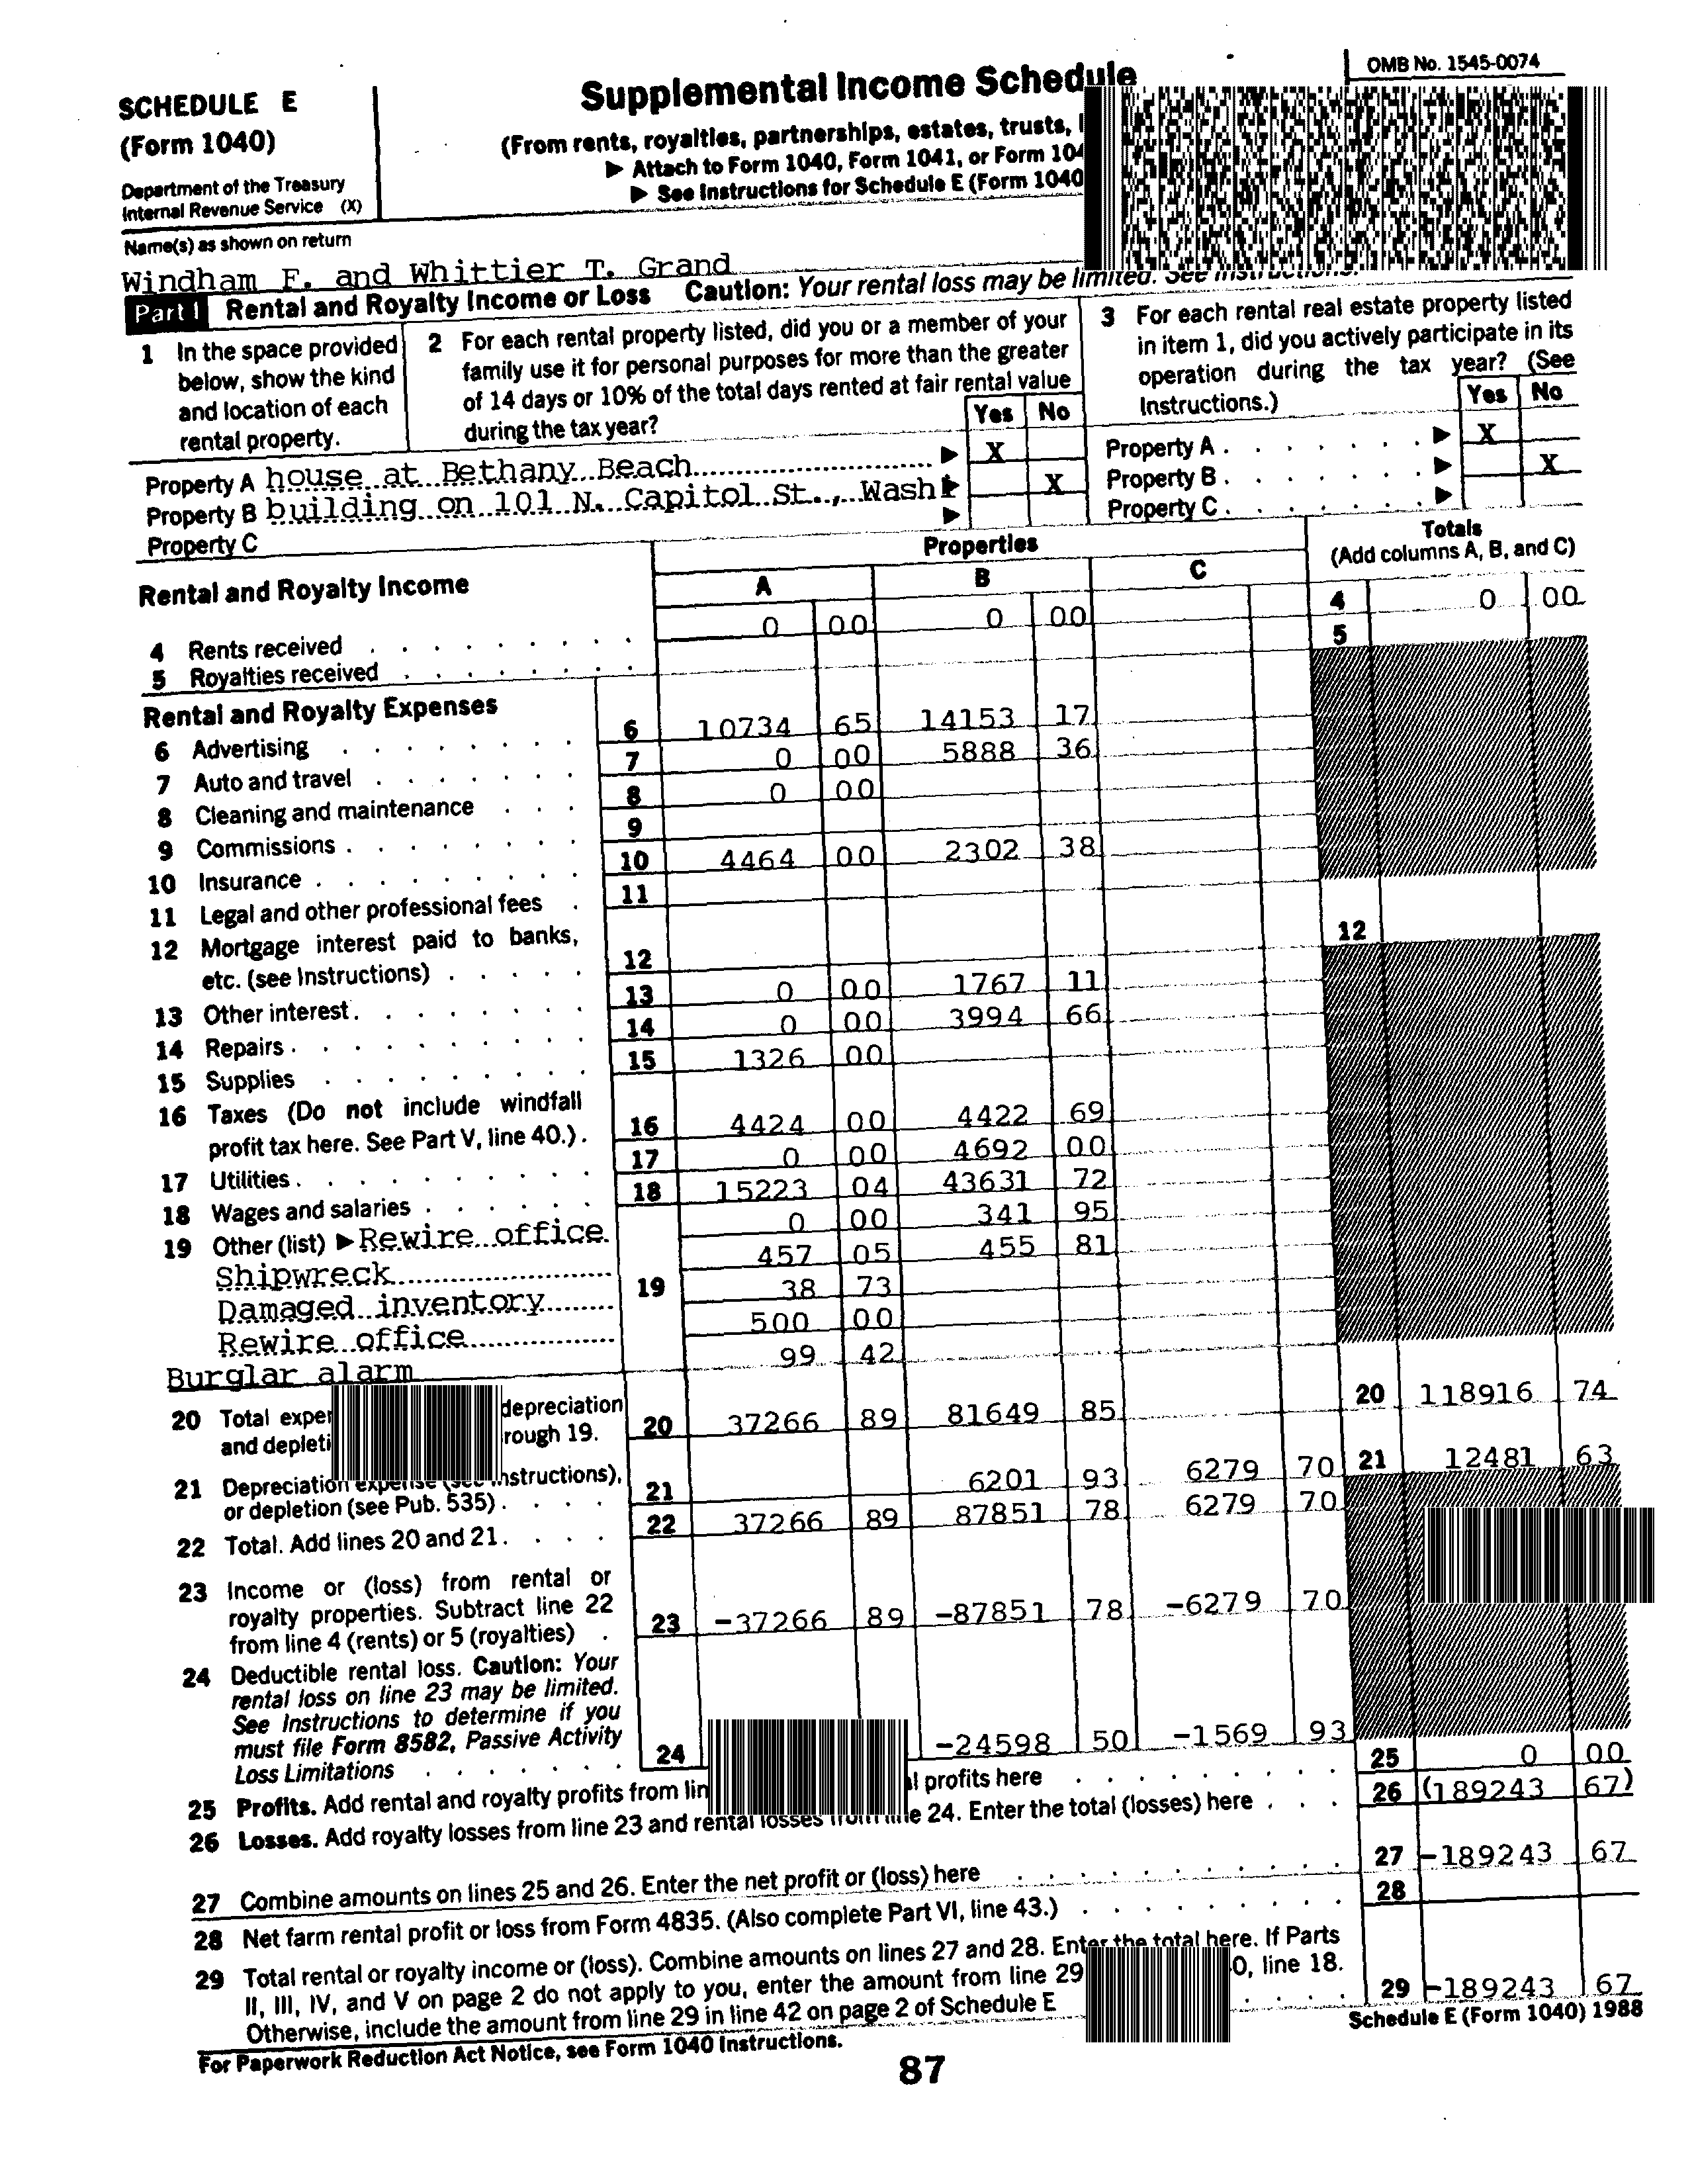 OMB No. 1545-0074
SCHEDULE E
(Form 1040)
Department of the Treasury
Internal Revenue Service (X)
Supplemental Income Schedule
(From rents, royalties, partnerships, estates, trusts,
▶ Attach to Form 1040, Form 1041, or Form
▶ See Instructions for Schedule E (Form 1040
Name(s) as shown on return
Windham F. and Whittier T. Grand
Part I Rental and Royalty Income or Loss Caution: Your rental loss may be limited. See Instructions.
1 In the space provided below, show the kind and location of each rental property.
2 For each rental property listed, did you or a member of your family use it for personal purposes for more than the greater of 14 days or 10% of the total days rented at fair rental value during the tax year?
Yes No
3 For each rental real estate property listed in item 1, did you actively participate in its operation during the tax year? (See Instructions.)
Yes No
Property A house at Bethany Beach ▶ X
Property B building on 101 N. Capitol St., Wash ▶ X
Property C ▶
Property A . . . . . . ▶ X
Property B . . . . . . ▶ X
Property C . . . . . . ▶
Rental and Royalty Income
Properties
A B C
Totals
(Add columns A, B, and C)
4 Rents received 0 00 0 00 4 0 00
5 Royalties received 5
Rental and Royalty Expenses
6 Advertising 6 10734 65 14153 17
7 Auto and travel 7 0 00 5888 36
8 Cleaning and maintenance 8 0 00
9 Commissions 9
10 Insurance 10 4464 00 2302 38
11 Legal and other professional fees 11
12 Mortgage interest paid to banks, etc. (see Instructions) 12 12
13 Other interest 13 0 00 1767 11
14 Repairs 14 0 00 3994 66
15 Supplies 15 1326 00
16 Taxes (Do not include windfall profit tax here. See Part V, line 40.) 16 4424 00 4422 69
17 Utilities 17 0 00 4692 00
18 Wages and salaries 18 15223 04 43631 72
19 Other (list) ▶ Rewire office 0 00 341 95
Shipwreck 457 05 455 81
Damaged inventory 19 38 73
Rewire office 500 00
Burglar alarm 99 42
20 Total depreciation 20 37266 89 81649 85 20 118916 74
and rough 19.
21 Depreciation expense (see Instructions), or depletion (see Pub. 535) 21 6201 93 6279 70 21 12481 63
22 Total. Add lines 20 and 21 22 37266 89 87851 78 6279 70
23 Income or (loss) from rental or royalty properties. Subtract line 22 from line 4 (rents) or 5 (royalties) 23 -37266 89 -87851 78 -6279 70
24 Deductible rental loss. Caution: Your rental loss on line 23 may be limited. See Instructions to determine if you must file Form 8582, Passive Activity Loss Limitations 24 -24598 50 -1569 93
25 Profits. Add rental and royalty profits from profits here 25 0 00
26 Losses. Add royalty losses from line 23 and rental losses from line 24. Enter the total (losses) here 26 (189243 67)
27 Combine amounts on lines 25 and 26. Enter the net profit or (loss) here 27 -189243 67
28 Net farm rental profit or loss from Form 4835. (Also complete Part VI, line 43.) 28
29 Total rental or royalty income or (loss). Combine amounts on lines 27 and 28. Enter the total here. If Parts
II, III, IV, and V on page 2 do not apply to you, enter the amount from line 29 0, line 18.
Otherwise, include the amount from line 29 in line 42 on page 2 of Schedule E 29 -189243 67
For Paperwork Reduction Act Notice, see Form 1040 Instructions.
Schedule E (Form 1040) 1988
87